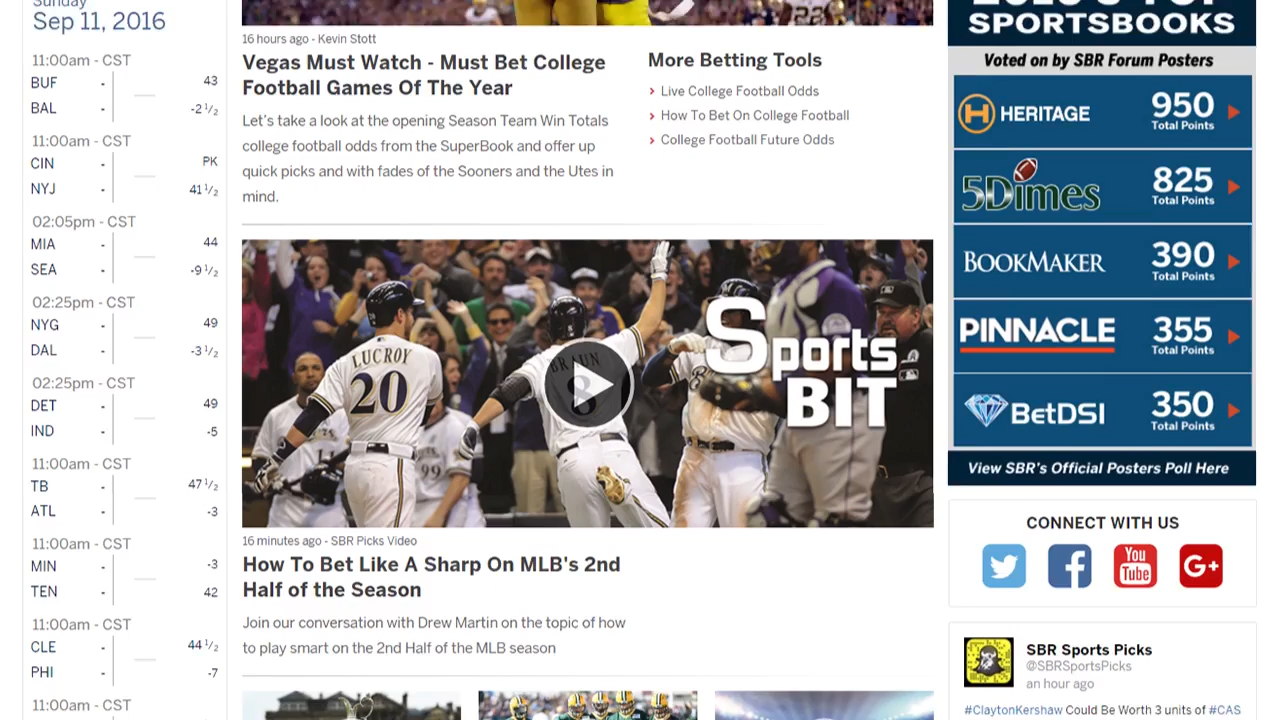 Sunday
Sep 11, 2016
11:00am - CST
BUF - 43
BAL - -2 1/2
11:00am - CST
CIN - PK
NYJ - 41 1/2
02:05pm - CST
MIA - 44
SEA - -9 1/2
02:25pm - CST
NYG - 49
DAL - -3 1/2
02:25pm - CST
DET - 49
IND - -5
11:00am - CST
TB - 47 1/2
ATL - -3
11:00am - CST
MIN - -3
TEN - 42
11:00am - CST
CLE - 44 1/2
PHI - -7
11:00am - CST
22
16 hours ago - Kevin Stott
Vegas Must Watch - Must Bet College
Football Games Of The Year
Let's take a look at the opening Season Team Win Totals
college football odds from the SuperBook and offer up
quick picks and with fades of the Sooners and the Utes in
mind.
More Betting Tools
Live College Football Odds
How To Bet On College Football
College Football Future Odds
LUCROY
20
BRAUN
8
99
Sports
BIT
16 minutes ago - SBR Picks Video
How To Bet Like A Sharp On MLB's 2nd
Half of the Season
Join our conversation with Drew Martin on the topic of how
to play smart on the 2nd Half of the MLB season
SPORTSBOOKS
Voted on by SBR Forum Posters
HERITAGE 950
Total Points
5Dimes 825
Total Points
BOOKMAKER 390
Total Points
PINNACLE 355
Total Points
BetDSI 350
Total Points
View SBR's Official Posters Poll Here
CONNECT WITH US
You
Tube
G+
SBR Sports Picks
@SBRSportsPicks
an hour ago
#ClaytonKershaw Could Be Worth 3 units of #CAS